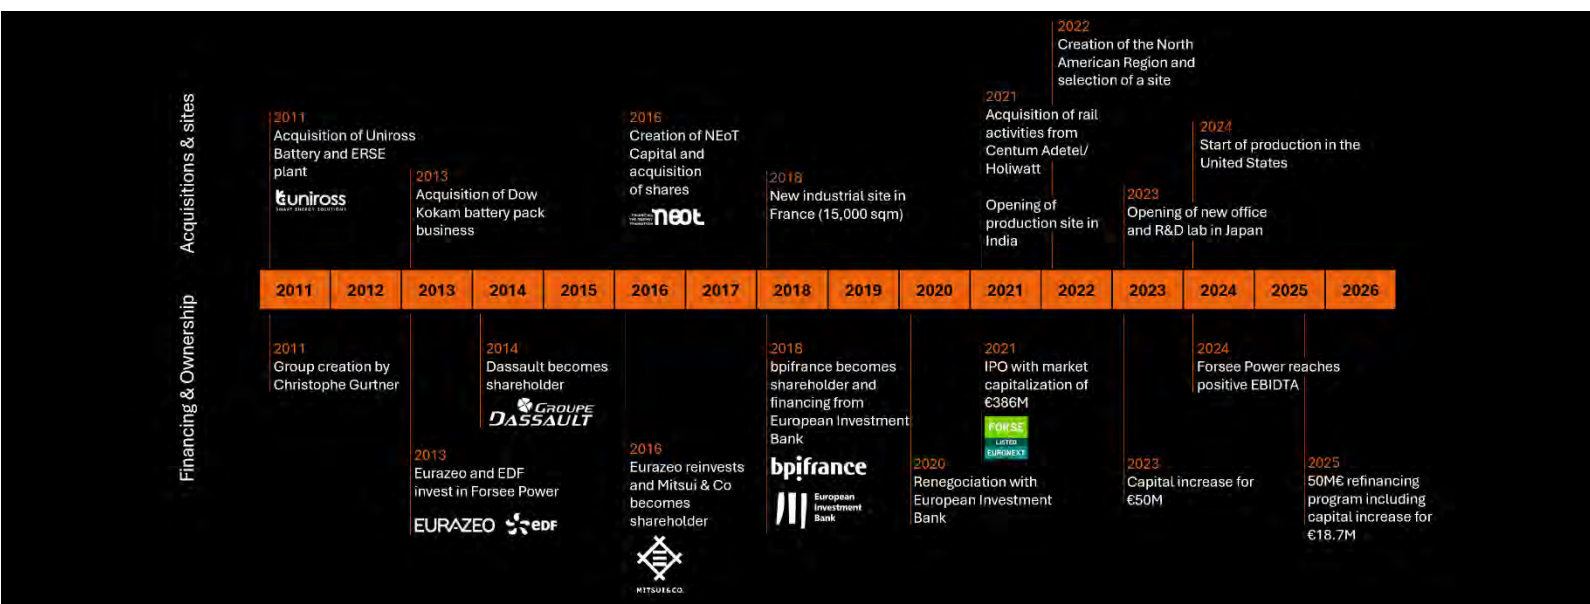 Acquisitions & sites
2011
Acquisition of Uniross
Battery and ERSE
plant
uniross
SMART ENERGY SOLUTIONS
2013
Acquisition of Dow
Kokam battery pack
business
2016
Creation of NEoT
Capital and
acquisition
of shares
neot
2018
New industrial site in
France (15,000 sqm)
2021
Acquisition of rail
activities from
Centum Adetel/
Holiwatt
Opening of
production site in
India
2022
Creation of the North
American Region and
selection of a site
2023
Opening of new office
and R&D lab in Japan
2024
Start of production in the
United States
2011 2012 2013 2014 2015 2016 2017 2018 2019 2020 2021 2022 2023 2024 2025 2026
Financing & Ownership
2011
Group creation by
Christophe Gurtner
2013
Eurazeo and EDF
invest in Forsee Power
EURAZEO eDF
2014
Dassault becomes
shareholder
GROUPE
DASSAULT
2016
Eurazeo reinvests
and Mitsui & Co
becomes
shareholder
MITSUI & CO.
2018
bpifrance becomes
shareholder and
financing from
European Investment
Bank
bpifrance
European
Investment
Bank
2020
Renegociation with
European Investment
Bank
2021
IPO with market
capitalization of
€386M
FORSE
LISTED
EURONEXT
2023
Capital increase for
€50M
2024
Forsee Power reaches
positive EBIDTA
2025
50M€ refinancing
program including
capital increase for
€18.7M